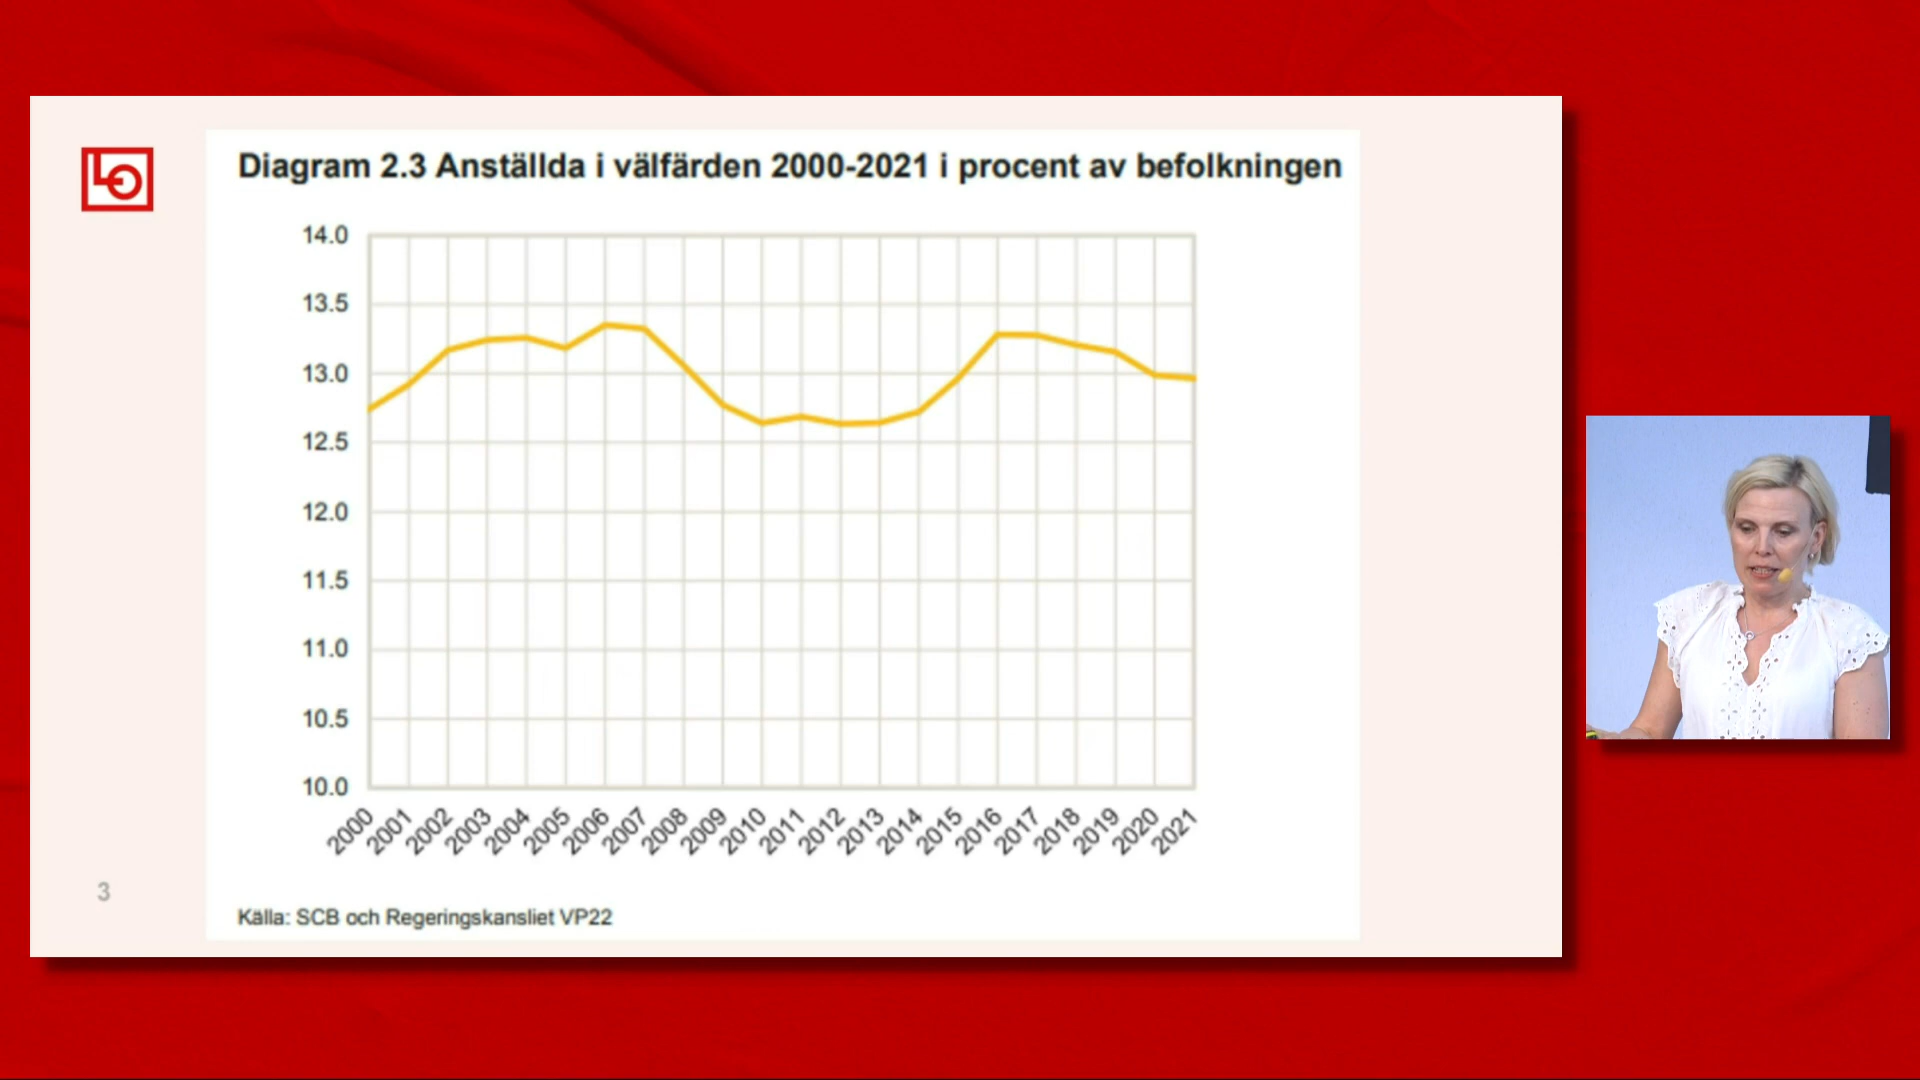 LO
Diagram 2.3 Anställda i välfärden 2000-2021 i procent av befolkningen
14.0
13.5
13.0
12.5
12.0
11.5
11.0
10.5
10.0
2000 2001 2002 2003 2004 2005 2006 2007 2008 2009 2010 2011 2012 2013 2014 2015 2016 2017 2018 2019 2020 2021
3
Källa: SCB och Regeringskansliet VP22